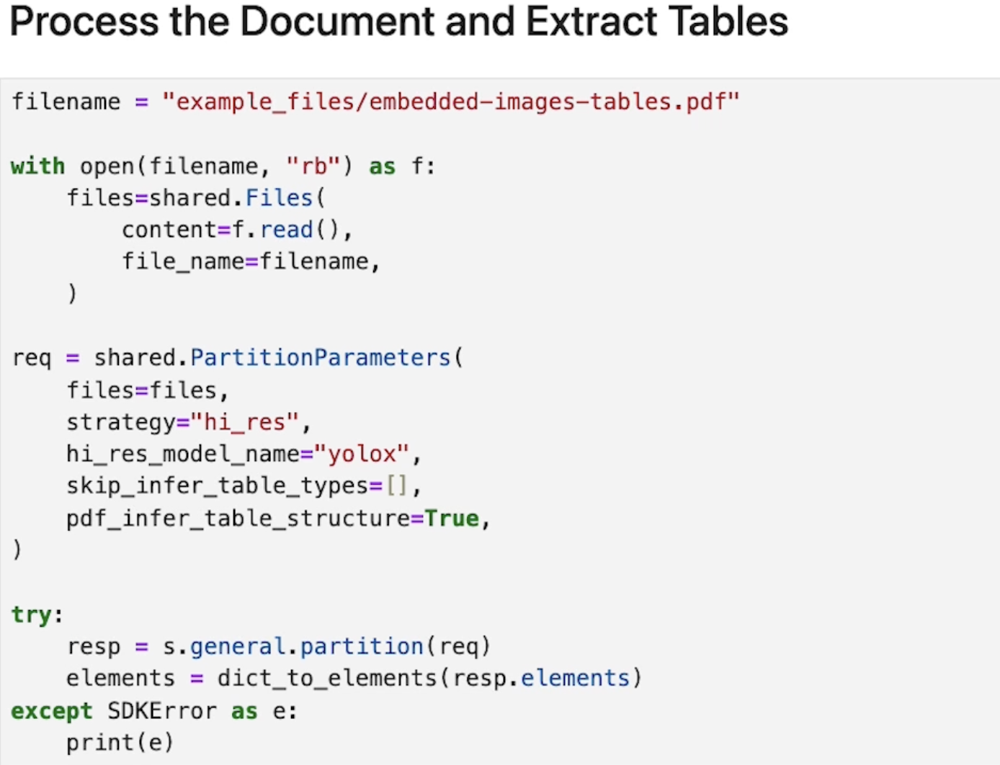 Process the Document and Extract Tables
filename = "example_files/embedded-images-tables.pdf"
with open(filename, "rb") as f:
    files=shared.Files(
        content=f.read(),
        file_name=filename,
    )
req = shared.PartitionParameters(
    files=files,
    strategy="hi_res",
    hi_res_model_name="yolox",
    skip_infer_table_types=[],
    pdf_infer_table_structure=True,
)
try:
    resp = s.general.partition(req)
    elements = dict_to_elements(resp.elements)
except SDKError as e:
    print(e)